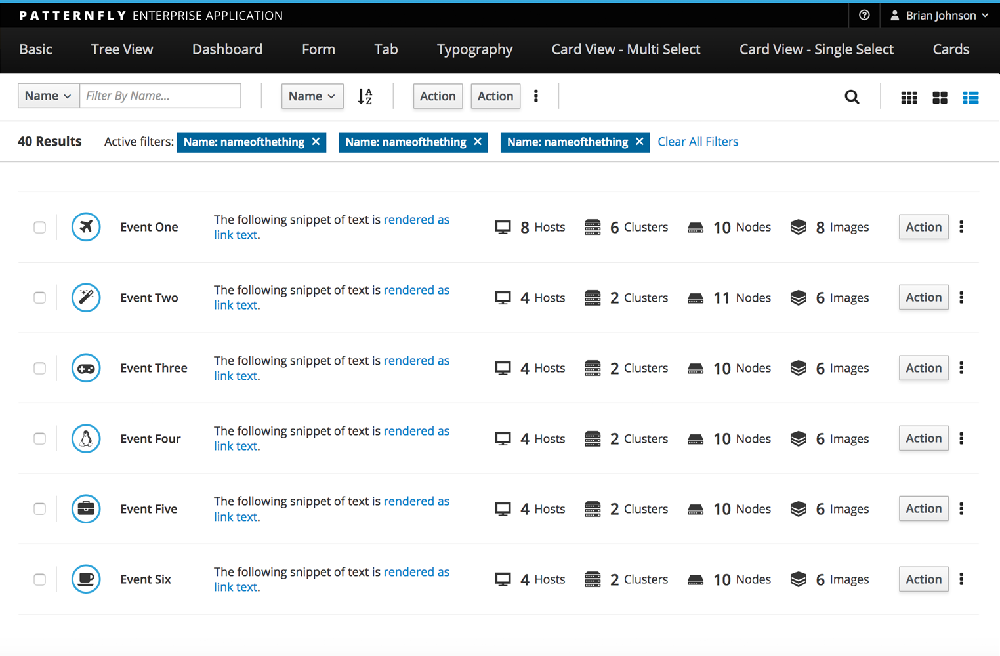 PATTERNFLY ENTERPRISE APPLICATION Brian Johnson
Basic Tree View Dashboard Form Tab Typography Card View - Multi Select Card View - Single Select Cards
Name Filter By Name... Name A Z Action Action
40 Results Active filters: Name: nameofthething × Name: nameofthething × Name: nameofthething × Clear All Filters
Event One The following snippet of text is rendered as link text. 8 Hosts 6 Clusters 10 Nodes 8 Images Action
Event Two The following snippet of text is rendered as link text. 4 Hosts 2 Clusters 11 Nodes 6 Images Action
Event Three The following snippet of text is rendered as link text. 4 Hosts 2 Clusters 10 Nodes 6 Images Action
Event Four The following snippet of text is rendered as link text. 4 Hosts 2 Clusters 10 Nodes 6 Images Action
Event Five The following snippet of text is rendered as link text. 4 Hosts 2 Clusters 10 Nodes 6 Images Action
Event Six The following snippet of text is rendered as link text. 4 Hosts 2 Clusters 10 Nodes 6 Images Action